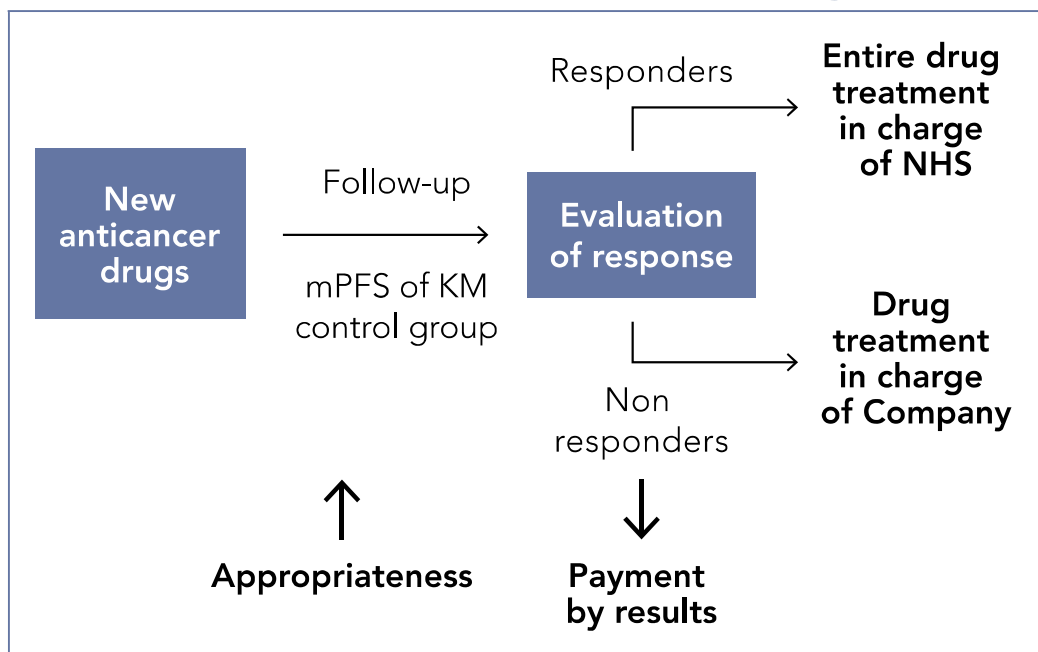 New
anticancer
drugs
Follow-up
mPFS of KM
control group
Evaluation
of response
Responders
Entire drug
treatment
in charge
of NHS
Non
responders
Drug
treatment
in charge
of Company
Appropriateness
Payment
by results